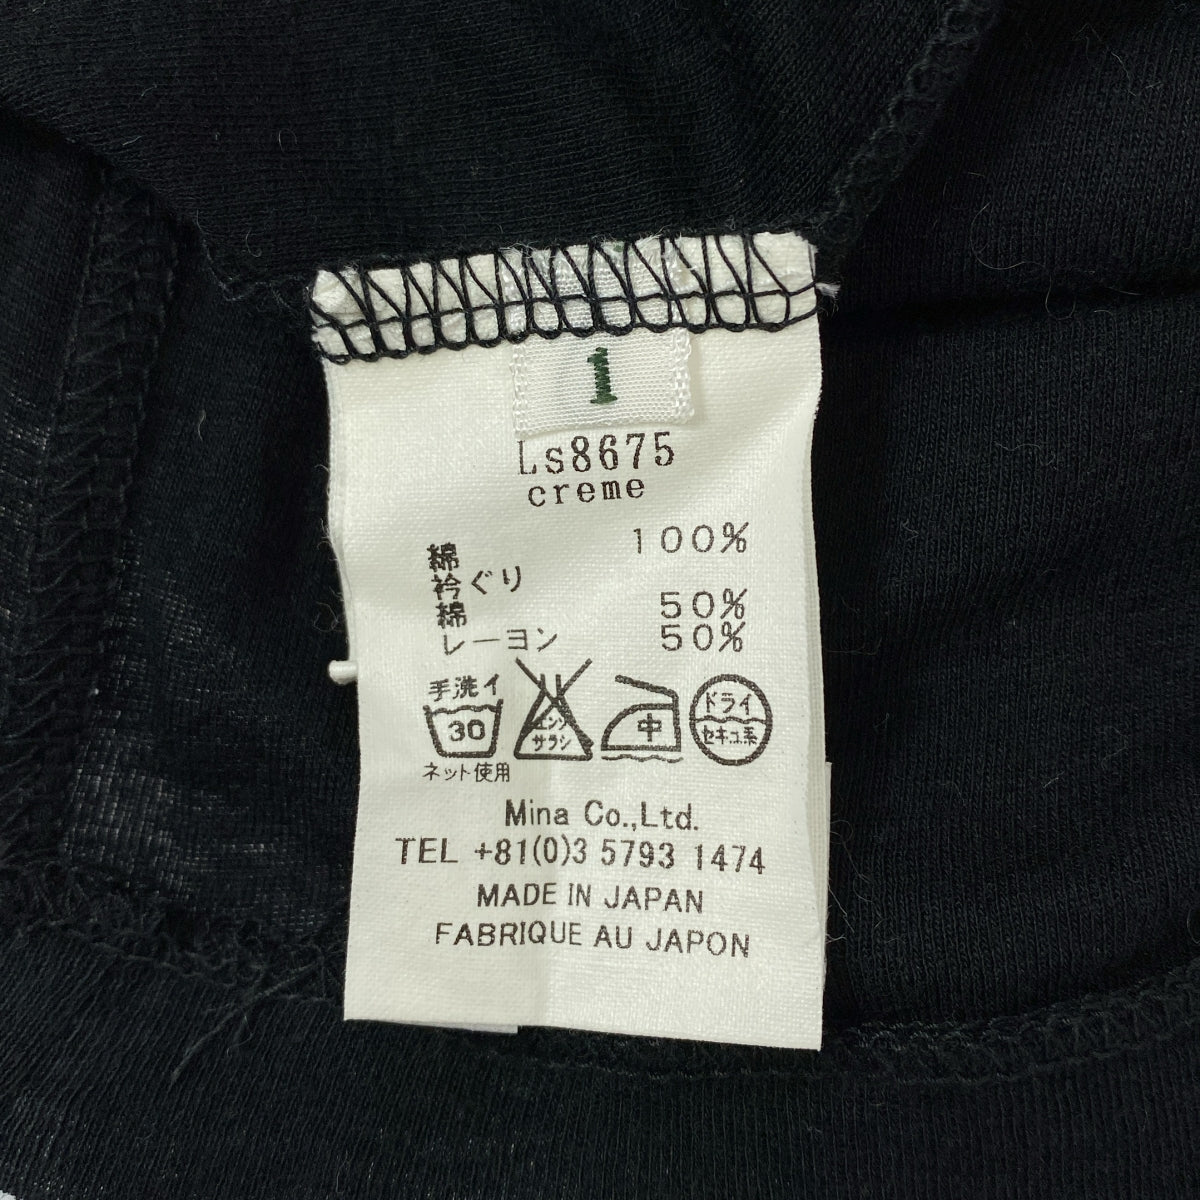 1
Ls8675
creme
綿 100%
衿ぐり
綿 50%
レーヨン 50%
手洗イ
30
エンソ
サラシ
中
ドライ
セキユ系
ネット使用
Mina Co.,Ltd.
TEL +81(0)3 5793 1474
MADE IN JAPAN
FABRIQUE AU JAPON